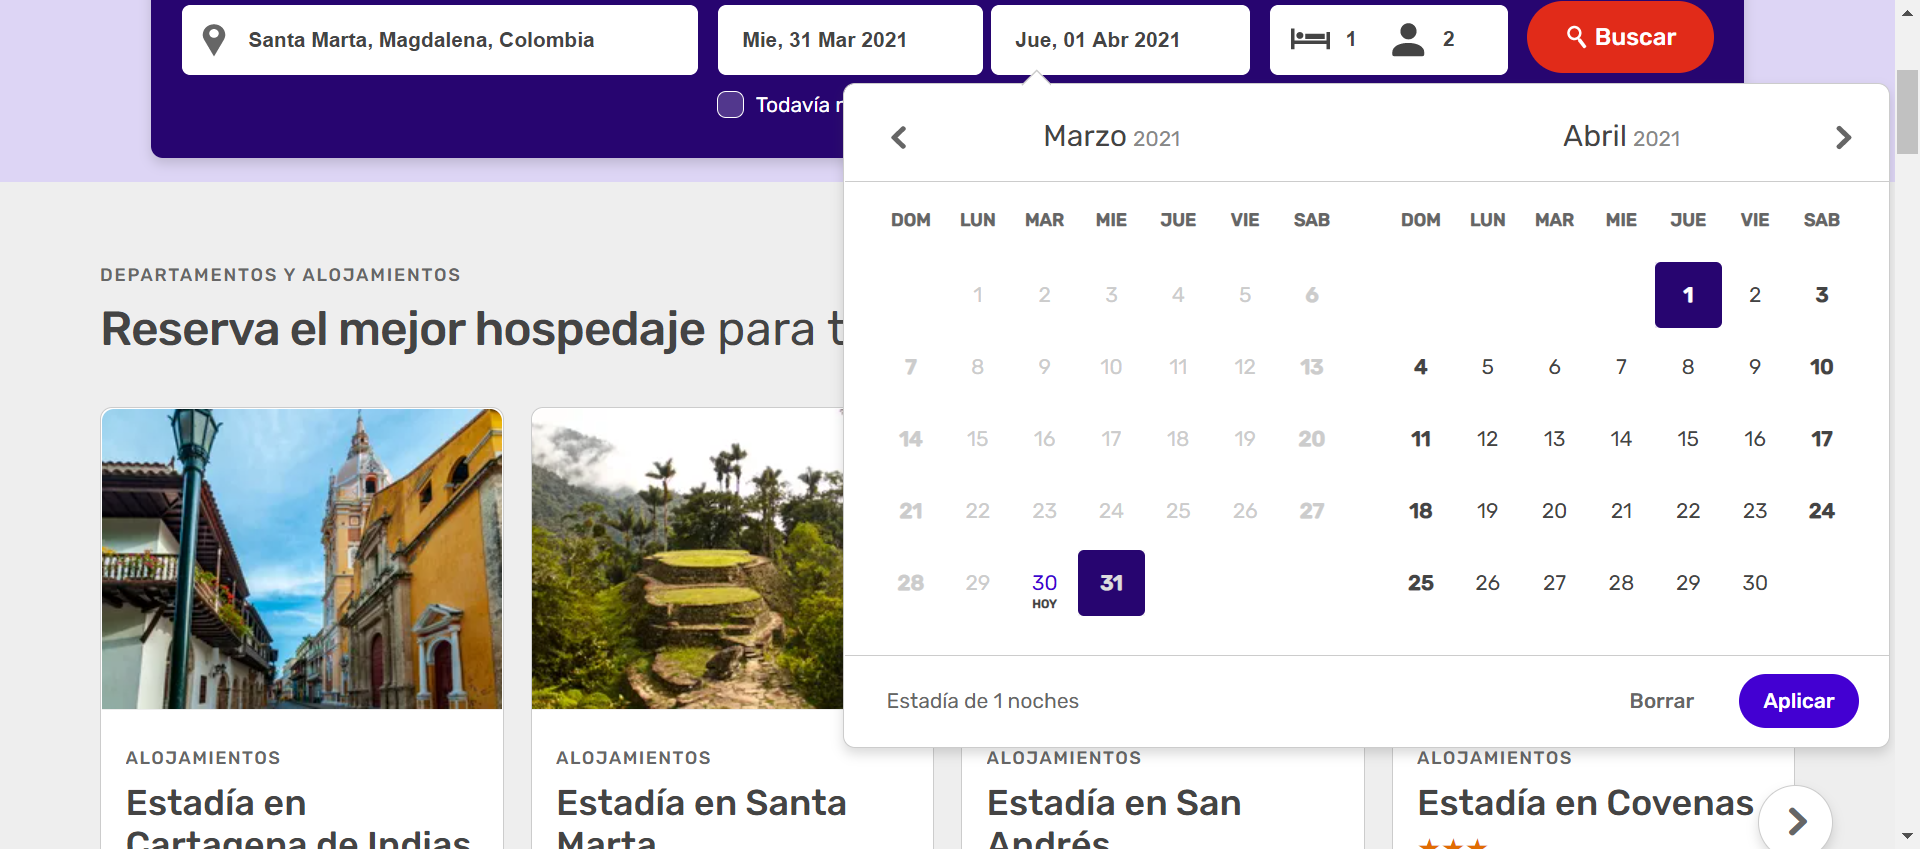 Santa Marta, Magdalena, Colombia
Mie, 31 Mar 2021
Jue, 01 Abr 2021
1 2
Buscar
Todavía
Marzo 2021
Abril 2021
DOM LUN MAR MIE JUE VIE SAB
1 2 3 4 5 6
7 8 9 10 11 12 13
14 15 16 17 18 19 20
21 22 23 24 25 26 27
28 29 30 31
HOY
DOM LUN MAR MIE JUE VIE SAB
1 2 3
4 5 6 7 8 9 10
11 12 13 14 15 16 17
18 19 20 21 22 23 24
25 26 27 28 29 30
Estadía de 1 noches
Borrar
Aplicar
DEPARTAMENTOS Y ALOJAMIENTOS
Reserva el mejor hospedaje para
ALOJAMIENTOS
Estadía en
Cartagena de Indias
ALOJAMIENTOS
Estadía en Santa
Marta
ALOJAMIENTOS
Estadía en San
Andrés
ALOJAMIENTOS
Estadía en Covenas